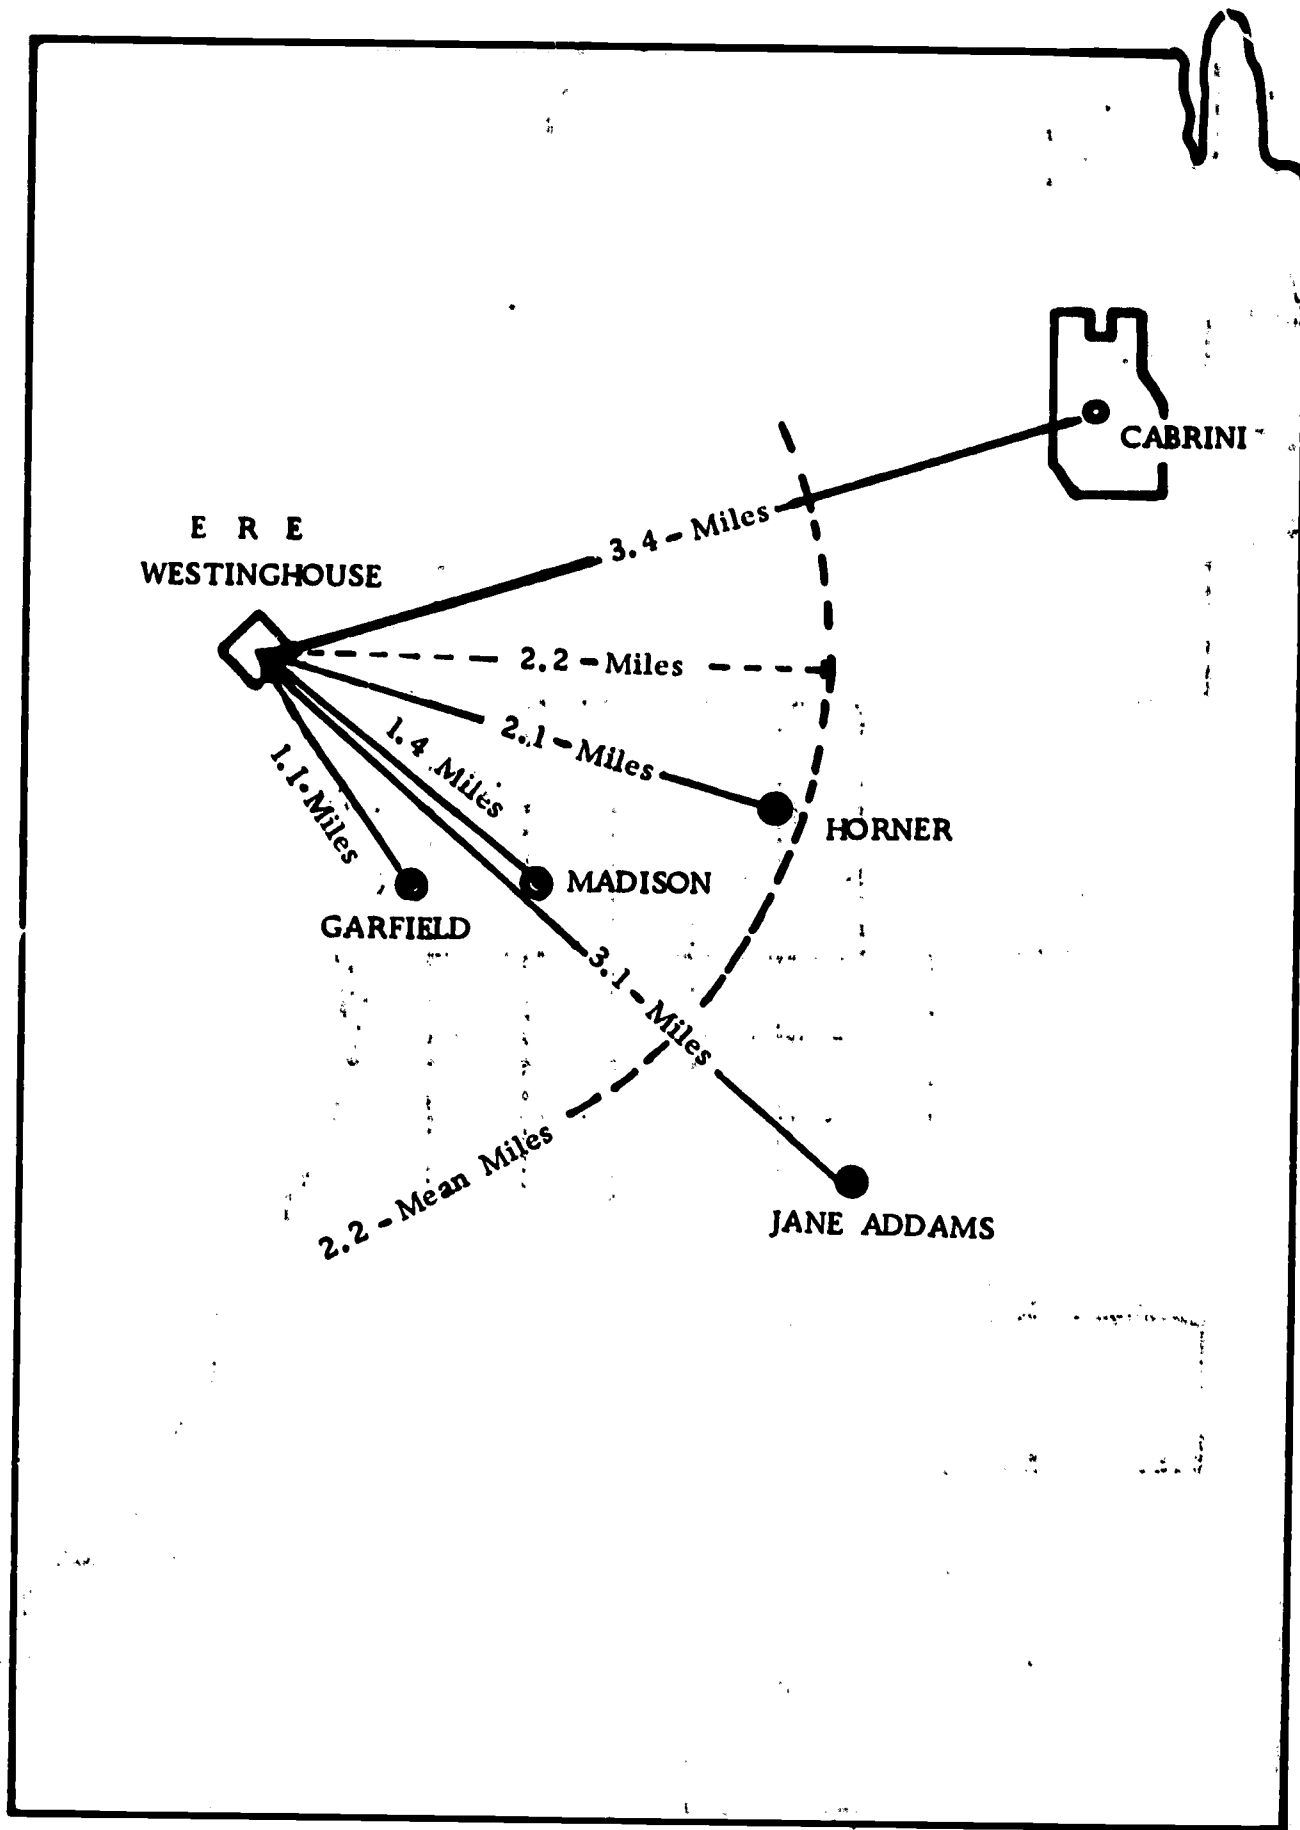 CABRINI
3.4 - Miles
E R E
WESTINGHOUSE
2.2 - Miles
2.1 - Miles
1.4 Miles
1.1 - Miles
HORNER
MADISON
GARFIELD
3.1 - Miles
2.2 - Mean Miles
JANE ADDAMS